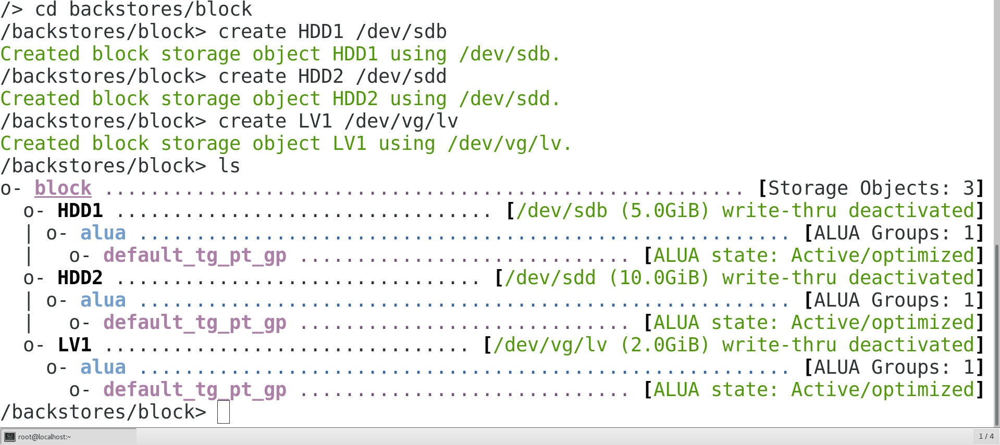 /> cd backstores/block
/backstores/block> create HDD1 /dev/sdb
Created block storage object HDD1 using /dev/sdb.
/backstores/block> create HDD2 /dev/sdd
Created block storage object HDD2 using /dev/sdd.
/backstores/block> create LV1 /dev/vg/lv
Created block storage object LV1 using /dev/vg/lv.
/backstores/block> ls
o- block ........................................................ [Storage Objects: 3]
  o- HDD1 ................................. [/dev/sdb (5.0GiB) write-thru deactivated]
  | o- alua ......................................................... [ALUA Groups: 1]
  |   o- default_tg_pt_gp ............................. [ALUA state: Active/optimized]
  o- HDD2 ................................ [/dev/sdd (10.0GiB) write-thru deactivated]
  | o- alua ......................................................... [ALUA Groups: 1]
  |   o- default_tg_pt_gp ............................. [ALUA state: Active/optimized]
  o- LV1 ................................ [/dev/vg/lv (2.0GiB) write-thru deactivated]
    o- alua ......................................................... [ALUA Groups: 1]
      o- default_tg_pt_gp ............................. [ALUA state: Active/optimized]
/backstores/block>
root@localhost:~
1 / 4